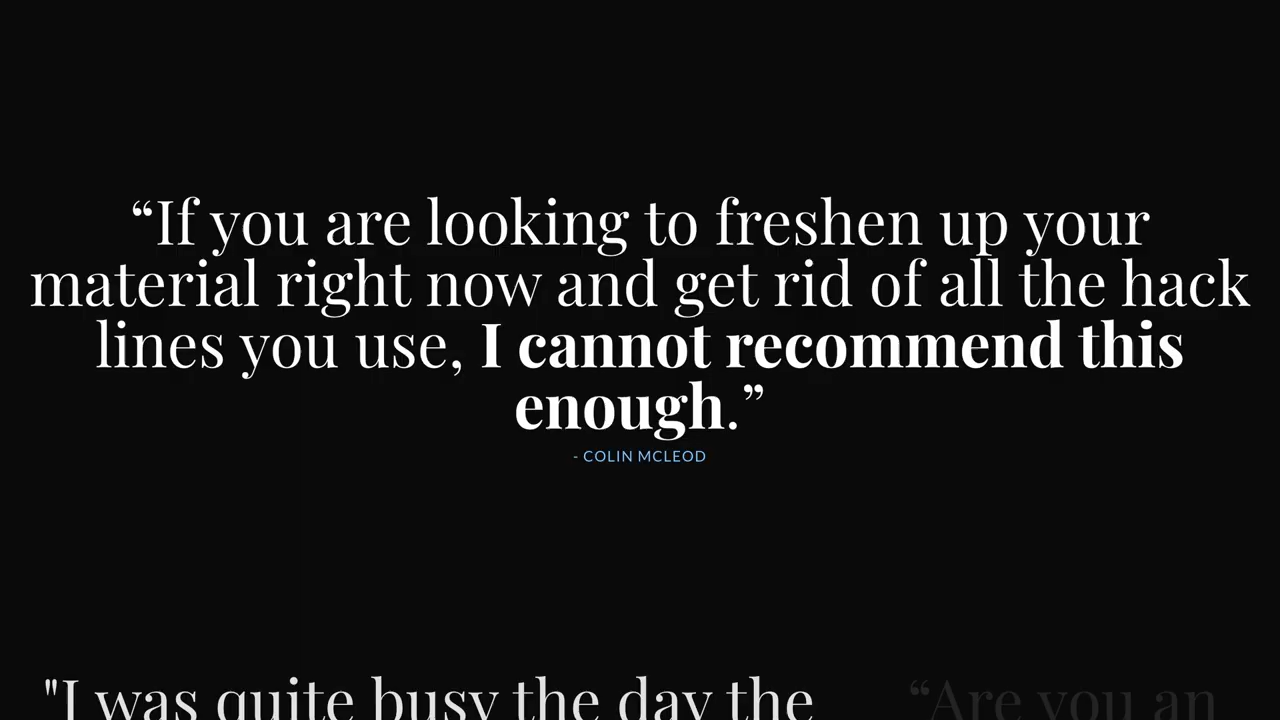 “If you are looking to freshen up your
material right now and get rid of all the hack
lines you use, I cannot recommend this
enough.”
- COLIN MCLEOD
"I was quite busy the day the
“Are you an